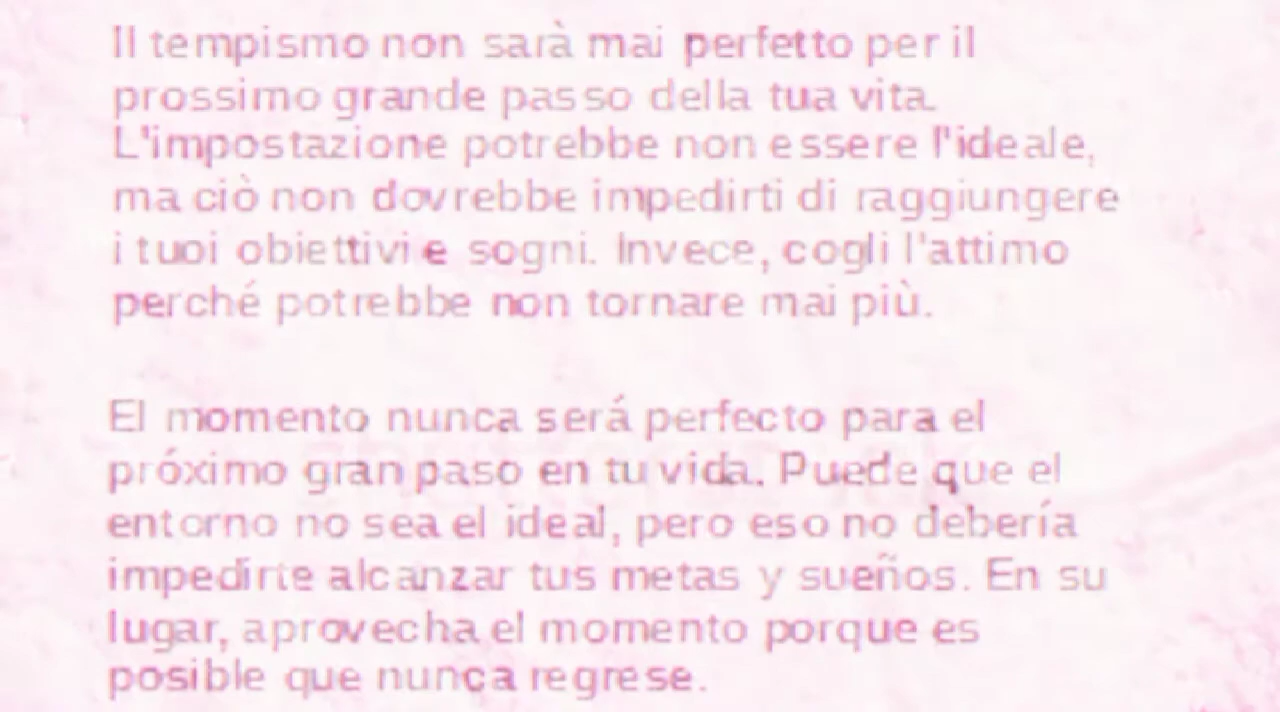 Il tempismo non sarà mai perfetto per il
prossimo grande passo della tua vita.
L'impostazione potrebbe non essere l'ideale,
ma ciò non dovrebbe impedirti di raggiungere
i tuoi obiettivi e sogni. Invece, cogli l'attimo
perché potrebbe non tornare mai più.
El momento nunca será perfecto para el
próximo gran paso en tu vida. Puede que el
entorno no sea el ideal, pero eso no debería
impedirte alcanzar tus metas y sueños. En su
lugar, aprovecha el momento porque es
posible que nunca regrese.